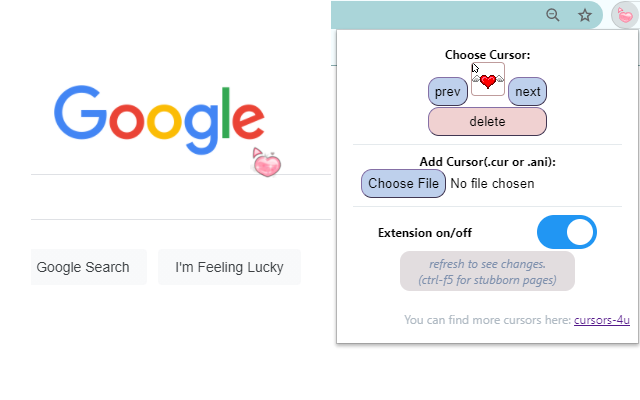 Google
Google Search
I'm Feeling Lucky
Choose Cursor:
prev
next
delete
Add Cursor(.cur or .ani):
Choose File No file chosen
Extension on/off
refresh to see changes.
(ctrl-f5 for stubborn pages)
You can find more cursors here: cursors-4u